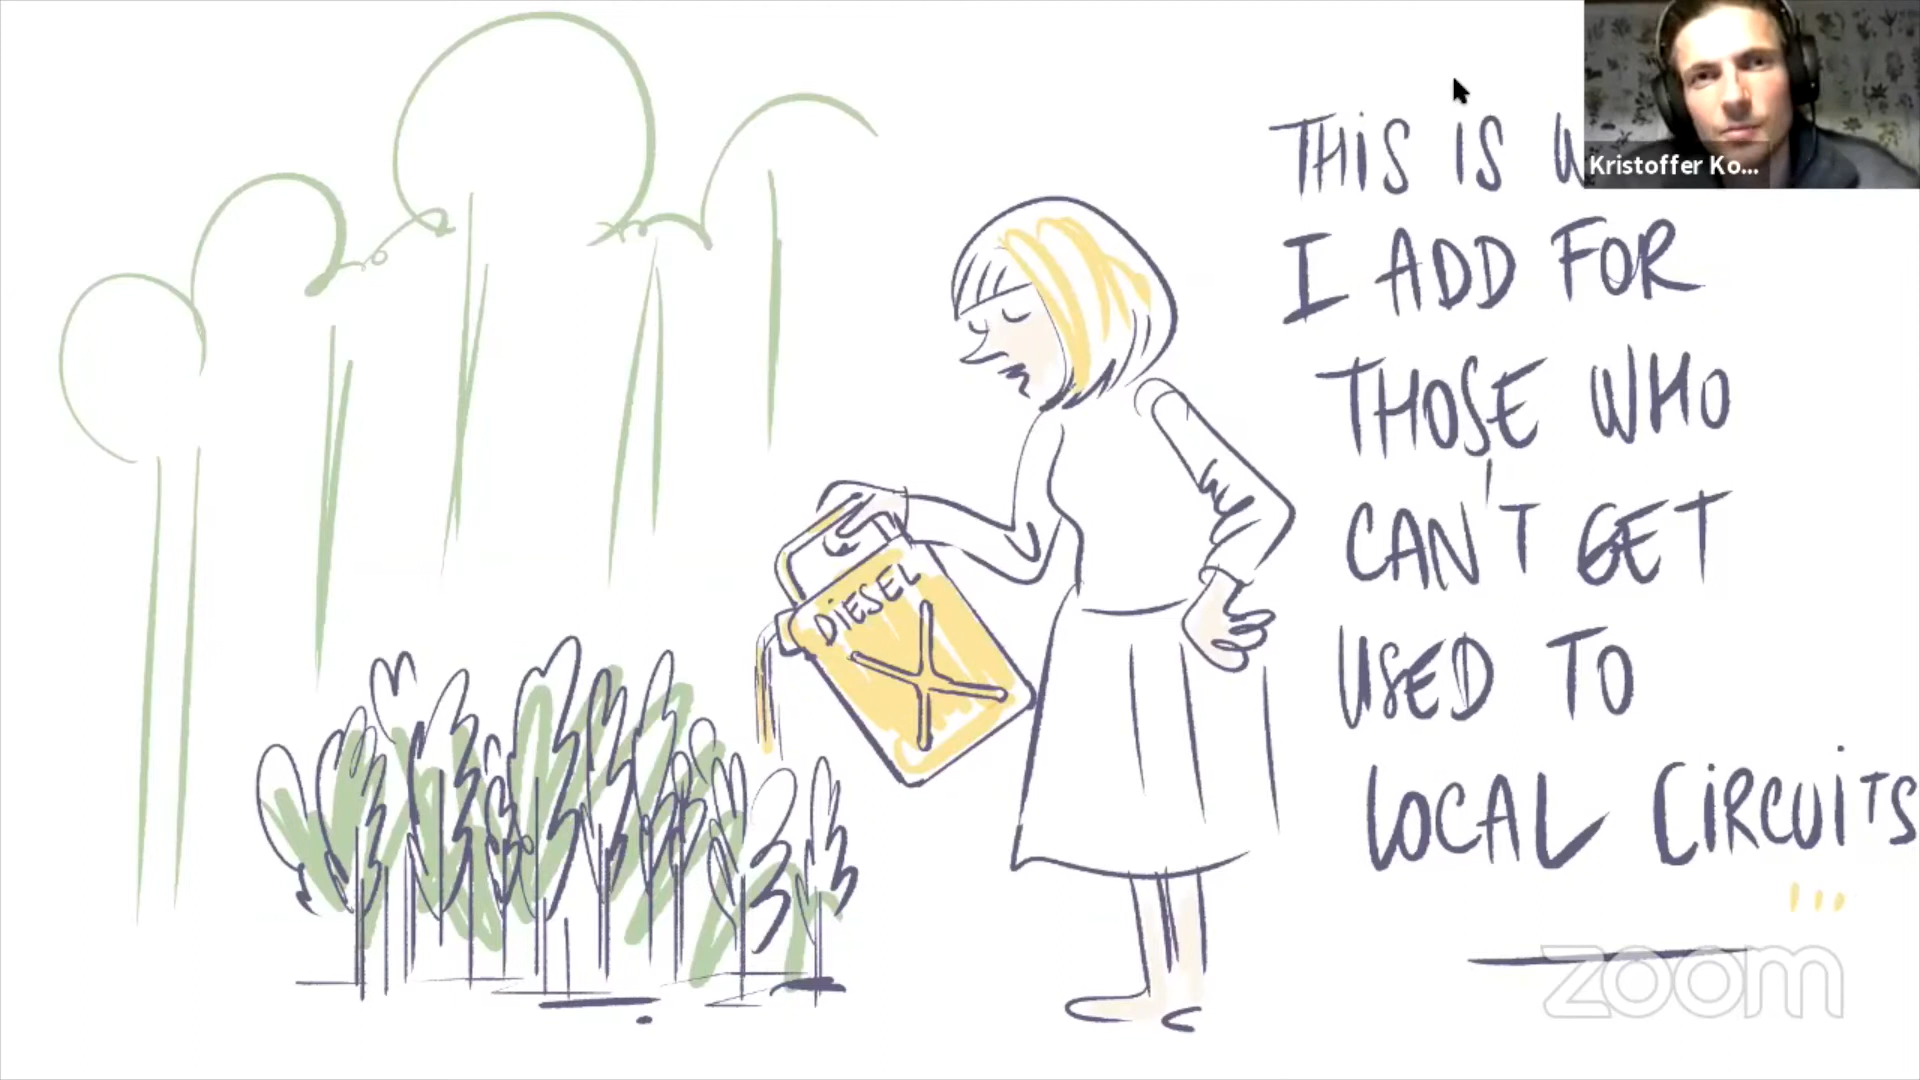 THIS IS
I ADD FOR
THOSE WHO
CAN'T GET
USED TO
LOCAL CIRCUITS
...
DIESEL
Kristoffer Ko...
zoom